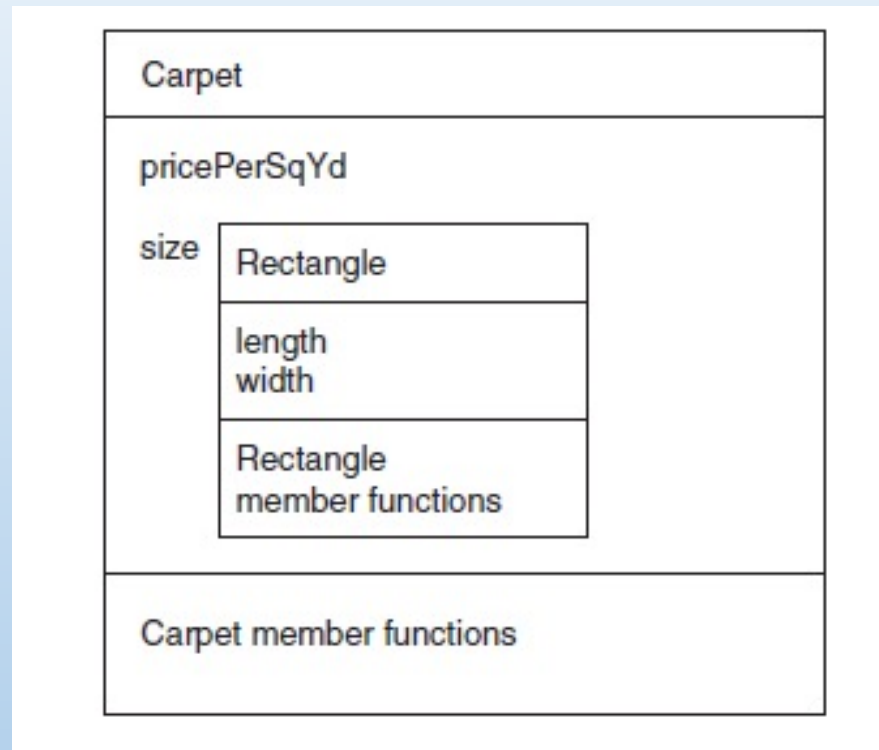 Carpet
pricePerSqYd
size
Rectangle
length
width
Rectangle
member functions
Carpet member functions